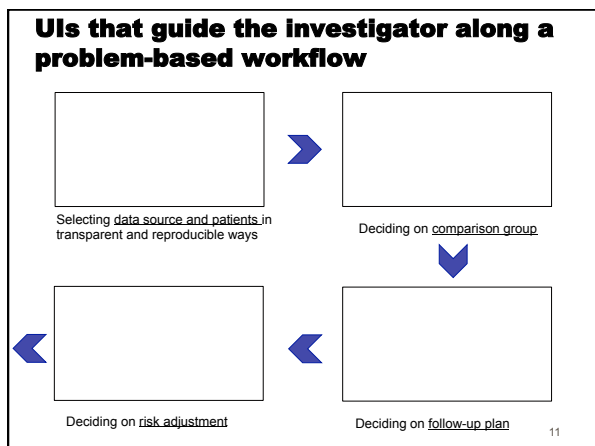 UIs that guide the investigator along a
problem-based workflow
Selecting data source and patients in
transparent and reproducible ways
Deciding on comparison group
Deciding on risk adjustment
Deciding on follow-up plan
11